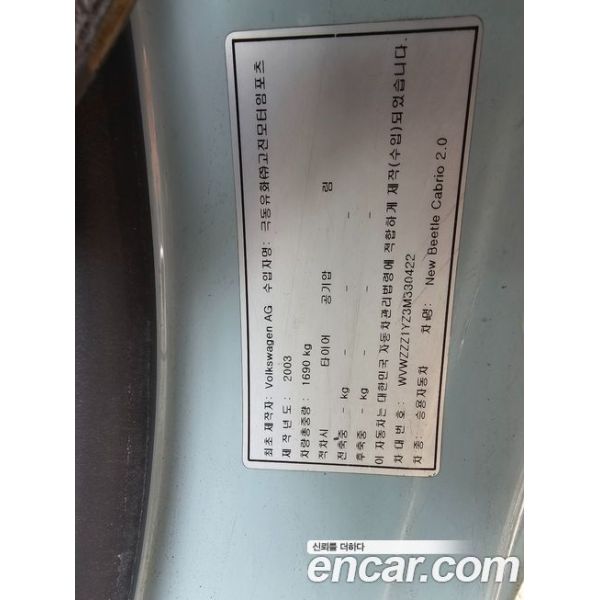 최초 제작자: Volkswagen AG 수입자명: 극동유화㈜고진모터임포츠
제작년도: 2003
차량총중량: 1690 kg
적차시 타이어 공기압 림
전축중 - kg - - -
후축중 - kg - - -
이 자동차는 대한민국 자동차관리법령에 적합하게 제작(수입)되었습니다.
차대번호: WVWZZZ1YZ3M330422
차종: 승용자동차 차명: New Beetle Cabrio 2.0
신뢰를 더하다
encar.com